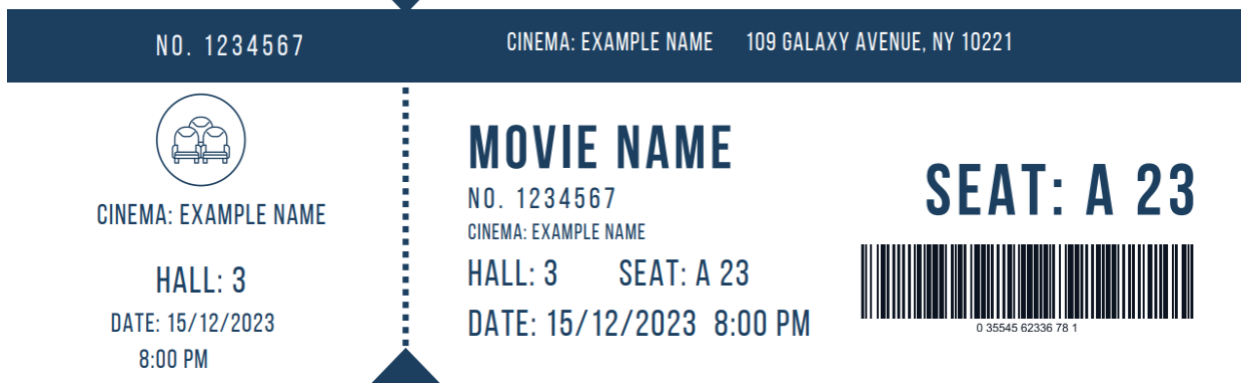 NO. 1234567
CINEMA: EXAMPLE NAME
HALL: 3
DATE: 15/12/2023
8:00 PM
CINEMA: EXAMPLE NAME 109 GALAXY AVENUE, NY 10221
MOVIE NAME
NO. 1234567
CINEMA: EXAMPLE NAME
HALL: 3 SEAT: A 23
DATE: 15/12/2023 8:00 PM
SEAT: A 23
0 35545 62336 78 1